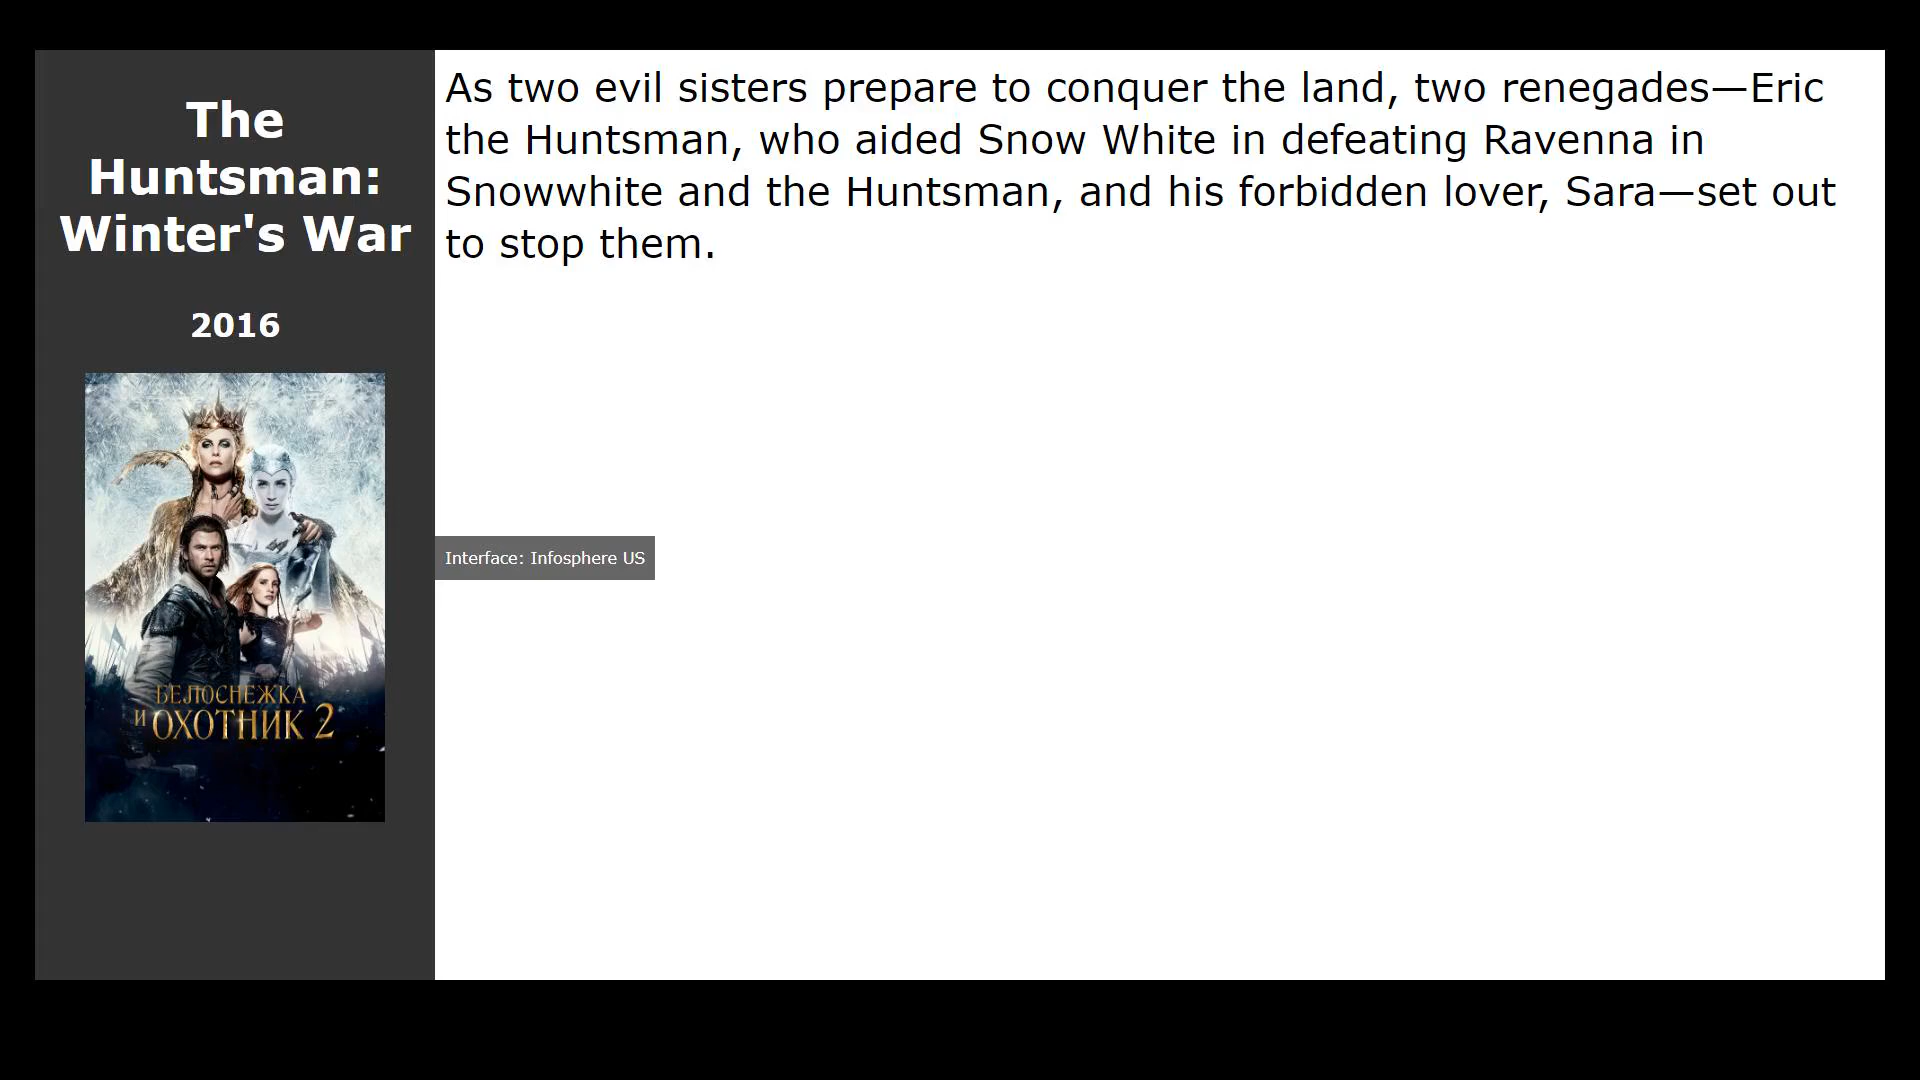 The
Huntsman:
Winter's War
2016
БЕЛОСНЕЖКА
И ОХОТНИК 2
As two evil sisters prepare to conquer the land, two renegades—Eric
the Huntsman, who aided Snow White in defeating Ravenna in
Snowwhite and the Huntsman, and his forbidden lover, Sara—set out
to stop them.
Interface: Infosphere US